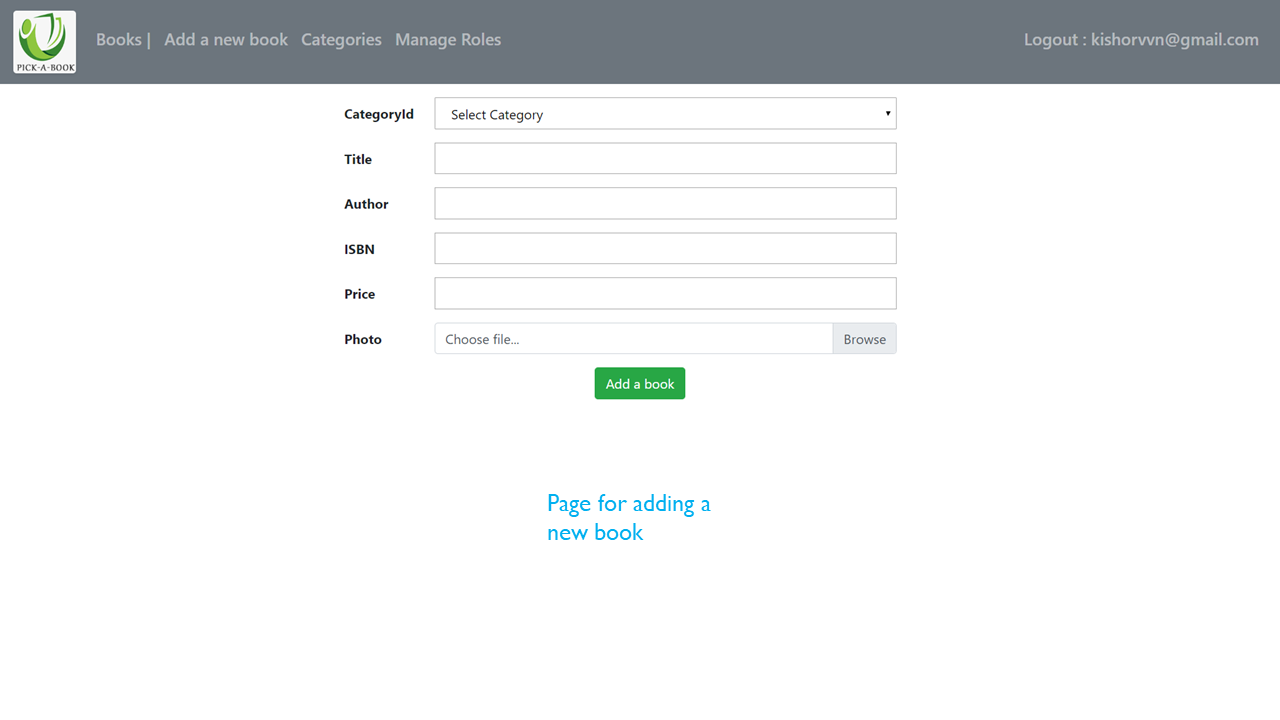 PICK-A-BOOK
Books | Add a new book Categories Manage Roles Logout : kishorvvn@gmail.com
CategoryId Select Category
Title
Author
ISBN
Price
Photo Choose file... Browse
Add a book
Page for adding a
new book